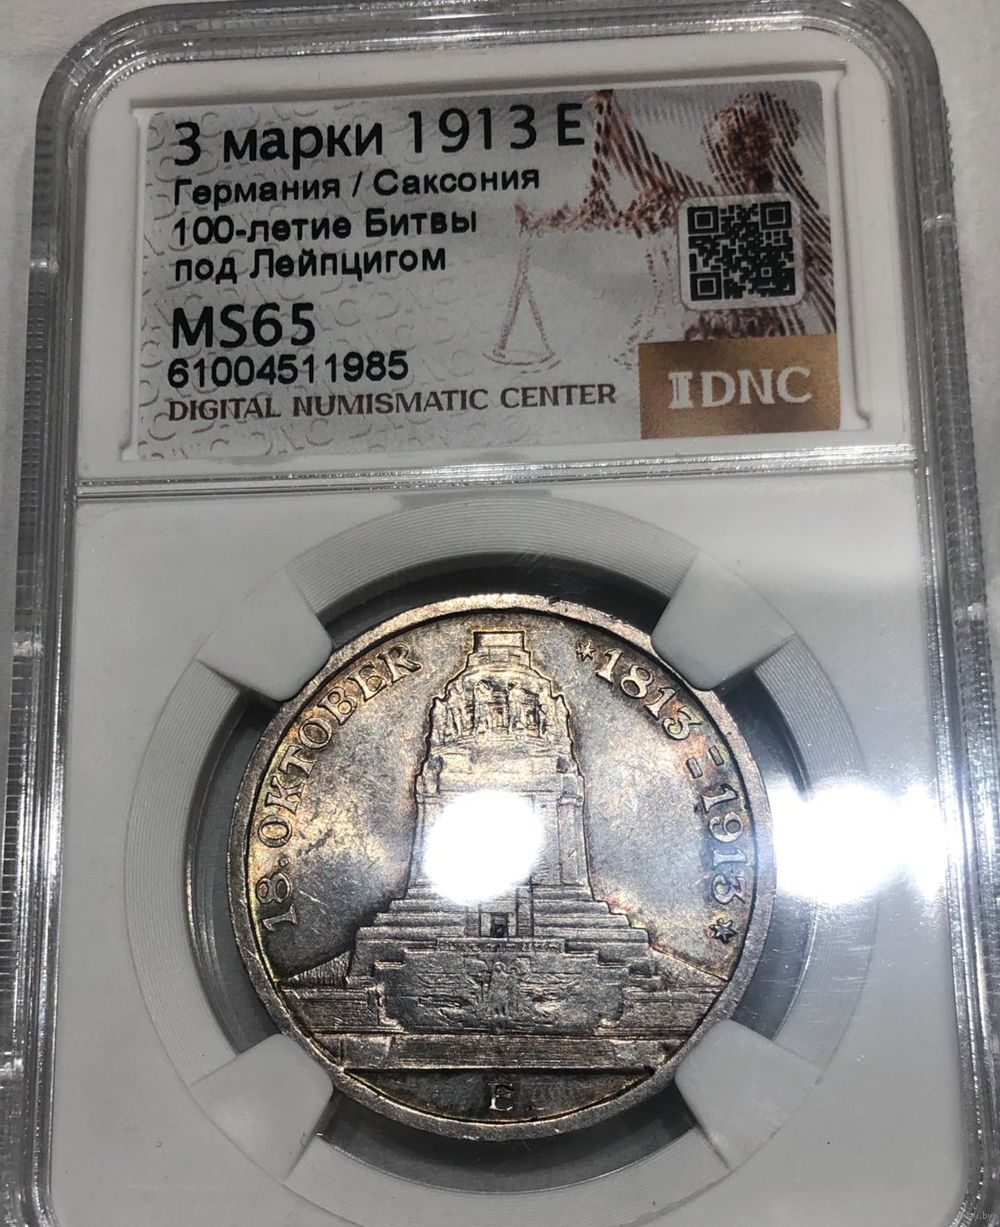 3 марки 1913 E
Германия / Саксония
100-летие Битвы
под Лейпцигом
MS65
61004511985
DIGITAL NUMISMATIC CENTER
DNC
18. OKTOBER
*1813 - 1913*
E